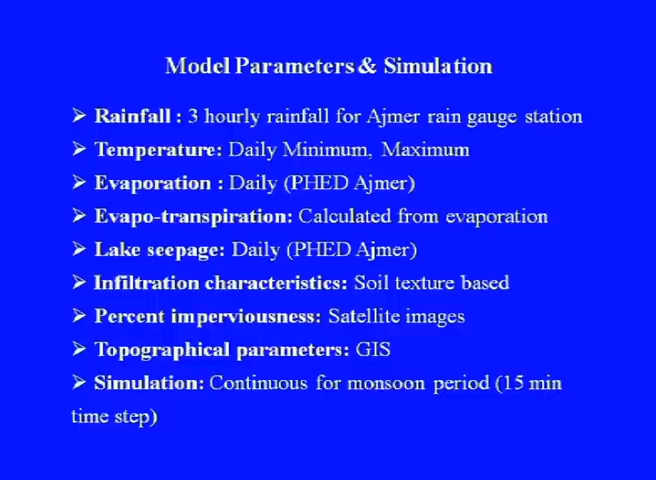 Model Parameters & Simulation
➢ Rainfall : 3 hourly rainfall for Ajmer rain gauge station
➢ Temperature: Daily Minimum, Maximum
➢ Evaporation : Daily (PHED Ajmer)
➢ Evapo-transpiration: Calculated from evaporation
➢ Lake seepage: Daily (PHED Ajmer)
➢ Infiltration characteristics: Soil texture based
➢ Percent imperviousness: Satellite images
➢ Topographical parameters: GIS
➢ Simulation: Continuous for monsoon period (15 min
time step)